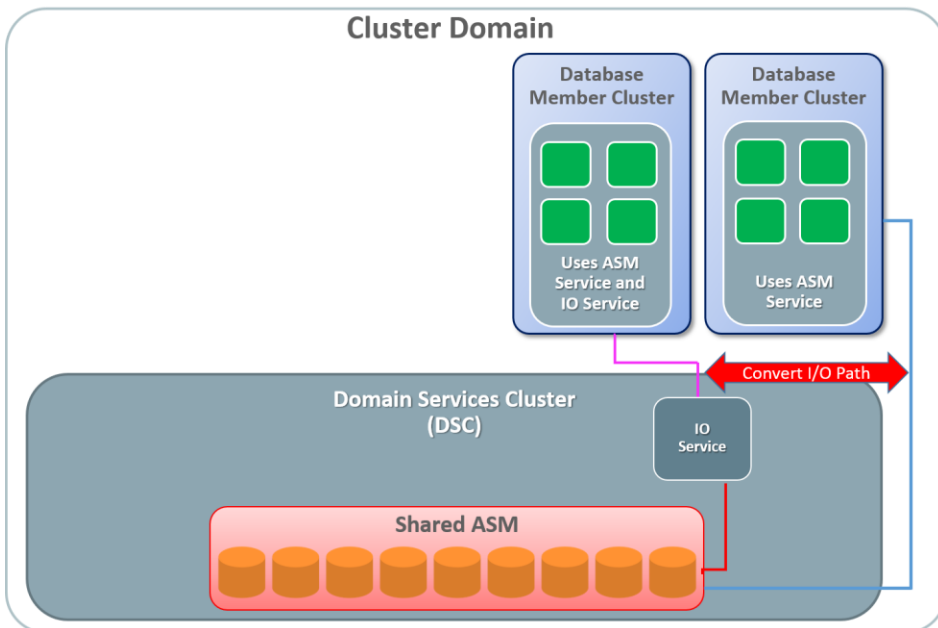 Cluster Domain
Database
Member Cluster
Uses ASM
Service and
IO Service
Database
Member Cluster
Uses ASM
Service
Convert I/O Path
Domain Services Cluster
(DSC)
IO
Service
Shared ASM